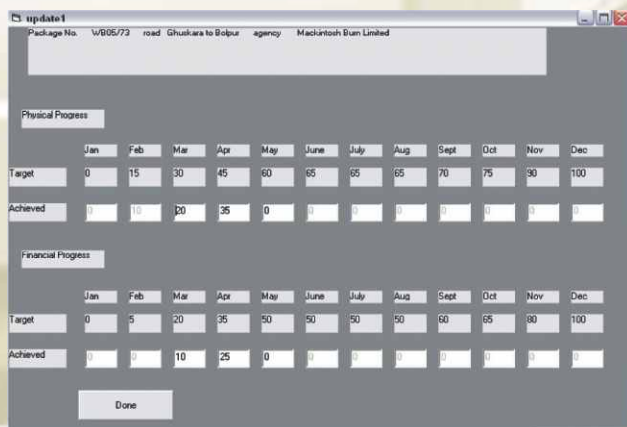 update1
Package No. WB05/73 road Ghuskara to Bolpur agency Mackintosh Burn Limited
Physical Progress
Jan Feb Mar Apr May June July Aug Sept Oct Nov Dec
Target 0 15 30 45 60 65 65 65 70 75 90 100
Achieved 0 10 20 35 0 0 0 0 0 0 0 0
Financial Progress
Jan Feb Mar Apr May June July Aug Sept Oct Nov Dec
Target 0 5 20 35 50 50 50 50 60 65 80 100
Achieved 0 0 10 25 0 0 0 0 0 0 0 0
Done